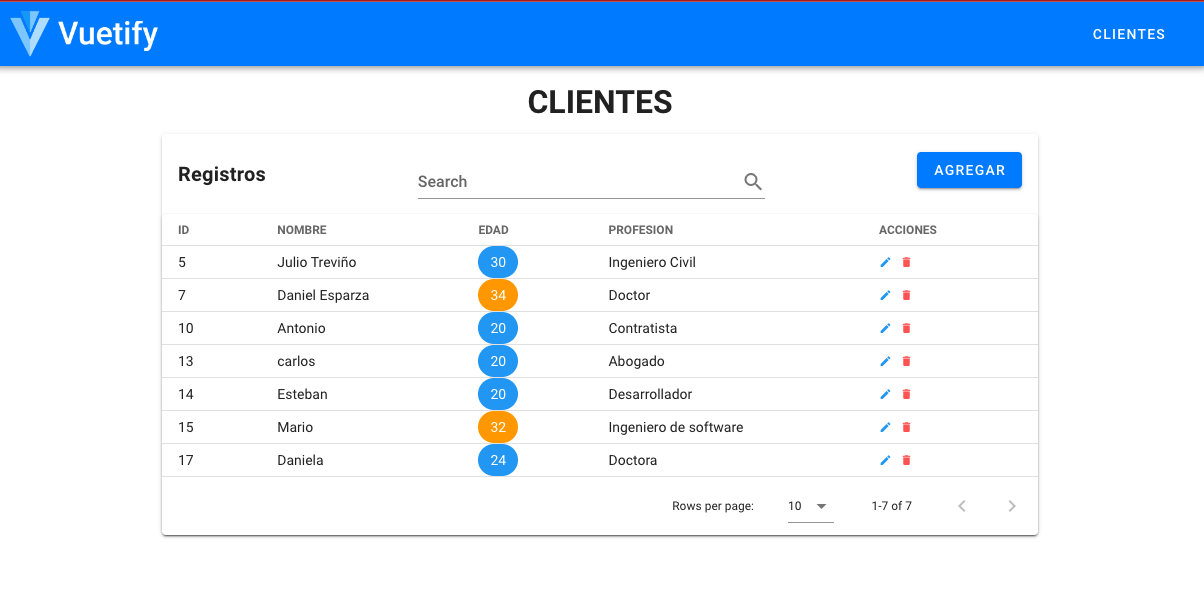 Vuetify
CLIENTES
CLIENTES
Registros
Search
AGREGAR
ID NOMBRE EDAD PROFESION ACCIONES
5 Julio Treviño 30 Ingeniero Civil
7 Daniel Esparza 34 Doctor
10 Antonio 20 Contratista
13 carlos 20 Abogado
14 Esteban 20 Desarrollador
15 Mario 32 Ingeniero de software
17 Daniela 24 Doctora
Rows per page: 10 1-7 of 7